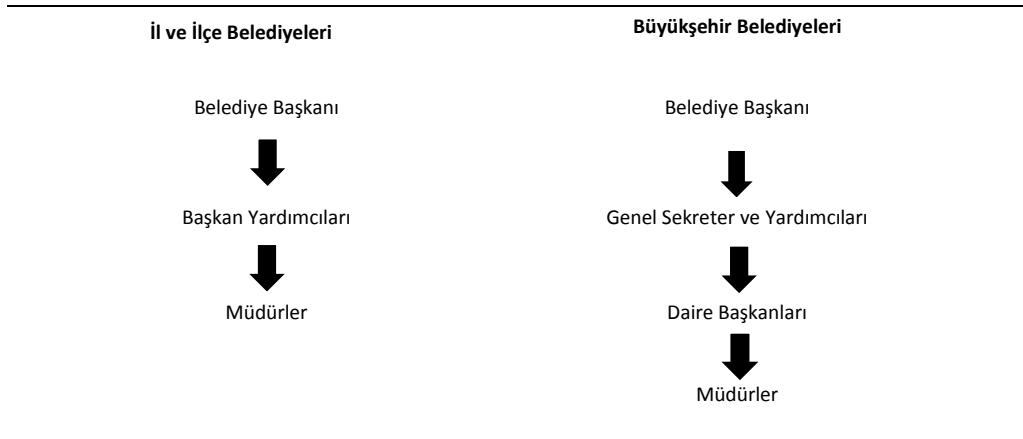 İl ve İlçe Belediyeleri
Belediye Başkanı
Başkan Yardımcıları
Müdürler
Büyükşehir Belediyeleri
Belediye Başkanı
Genel Sekreter ve Yardımcıları
Daire Başkanları
Müdürler